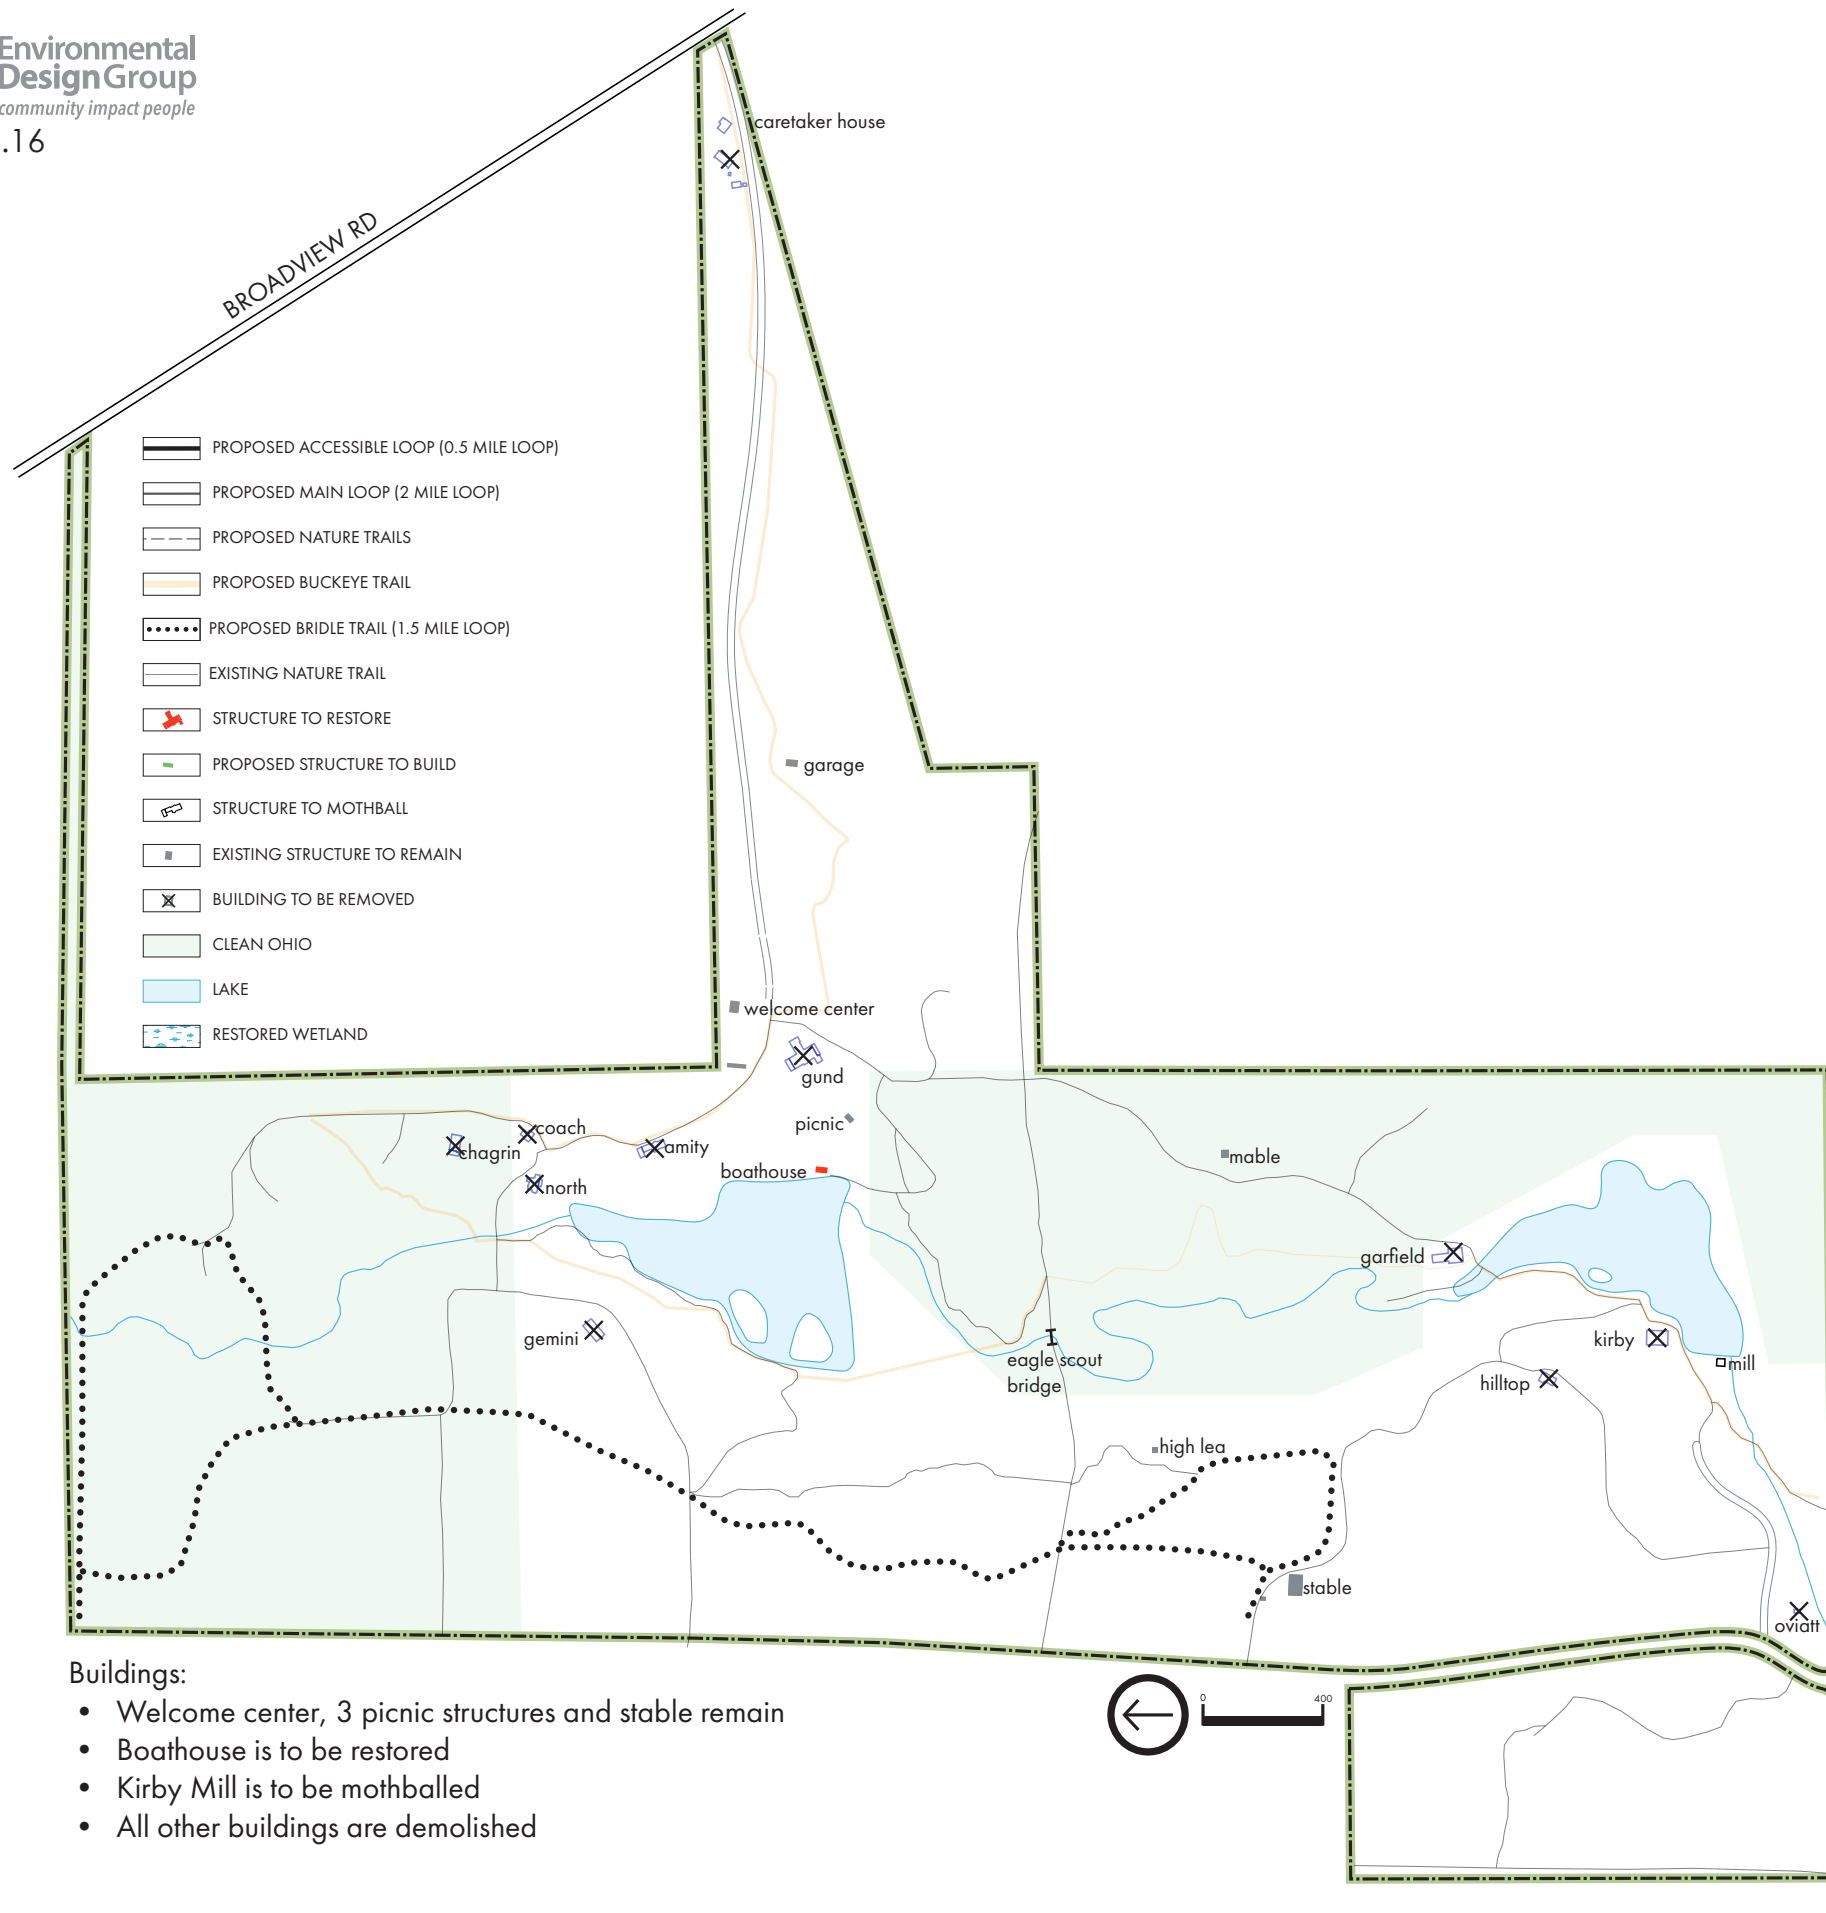 Environmental
DesignGroup
community impact people
.16
caretaker house
BROADVIEW RD
PROPOSED ACCESSIBLE LOOP (0.5 MILE LOOP)
PROPOSED MAIN LOOP (2 MILE LOOP)
PROPOSED NATURE TRAILS
PROPOSED BUCKEYE TRAIL
PROPOSED BRIDLE TRAIL (1.5 MILE LOOP)
EXISTING NATURE TRAIL
STRUCTURE TO RESTORE
PROPOSED STRUCTURE TO BUILD
STRUCTURE TO MOTHBALL
EXISTING STRUCTURE TO REMAIN
BUILDING TO BE REMOVED
CLEAN OHIO
LAKE
RESTORED WETLAND
garage
welcome center
gund
picnic
coach
chagrin
amity
boathouse
north
mable
garfield
gemini
eagle scout
bridge
kirby
mill
hilltop
high lea
stable
oviatt
0 400
Buildings:
• Welcome center, 3 picnic structures and stable remain
• Boathouse is to be restored
• Kirby Mill is to be mothballed
• All other buildings are demolished